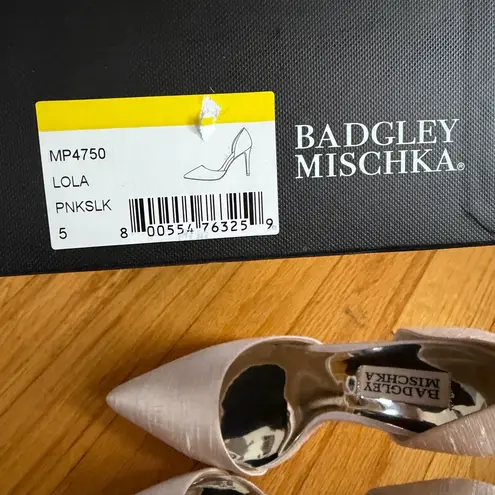 MP4750
LOLA
PNKSLK
5
8 00554 76325 9
BADGLEY
MISCHKA®
BADGLEY
MISCHKA